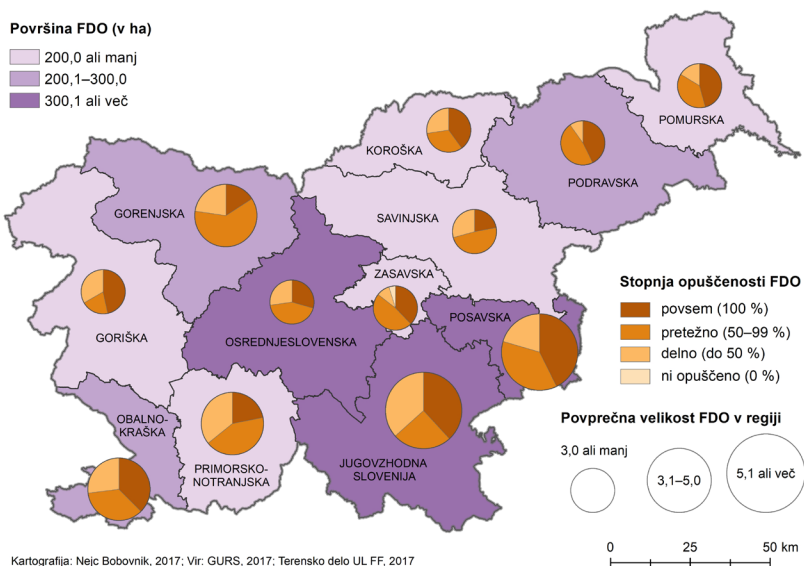 Površina FDO (v ha)
200,0 ali manj
200,1–300,0
300,1 ali več
POMURSKA
KOROŠKA
PODRAVSKA
GORENJSKA
SAVINJSKA
ZASAVSKA
POSAVSKA
GORIŠKA
OSREDNJESLOVENSKA
OBALNO-
KRAŠKA
PRIMORSKO-
NOTRANJSKA
JUGOVZHODNA
SLOVENIJA
Stopnja opuščenosti FDO
povsem (100 %)
pretežno (50–99 %)
delno (do 50 %)
ni opuščeno (0 %)
Povprečna velikost FDO v regiji
3,0 ali manj
3,1–5,0
5,1 ali več
0 25 50 km
Kartografija: Nejc Bobovnik, 2017; Vir: GURS, 2017; Terensko delo UL FF, 2017